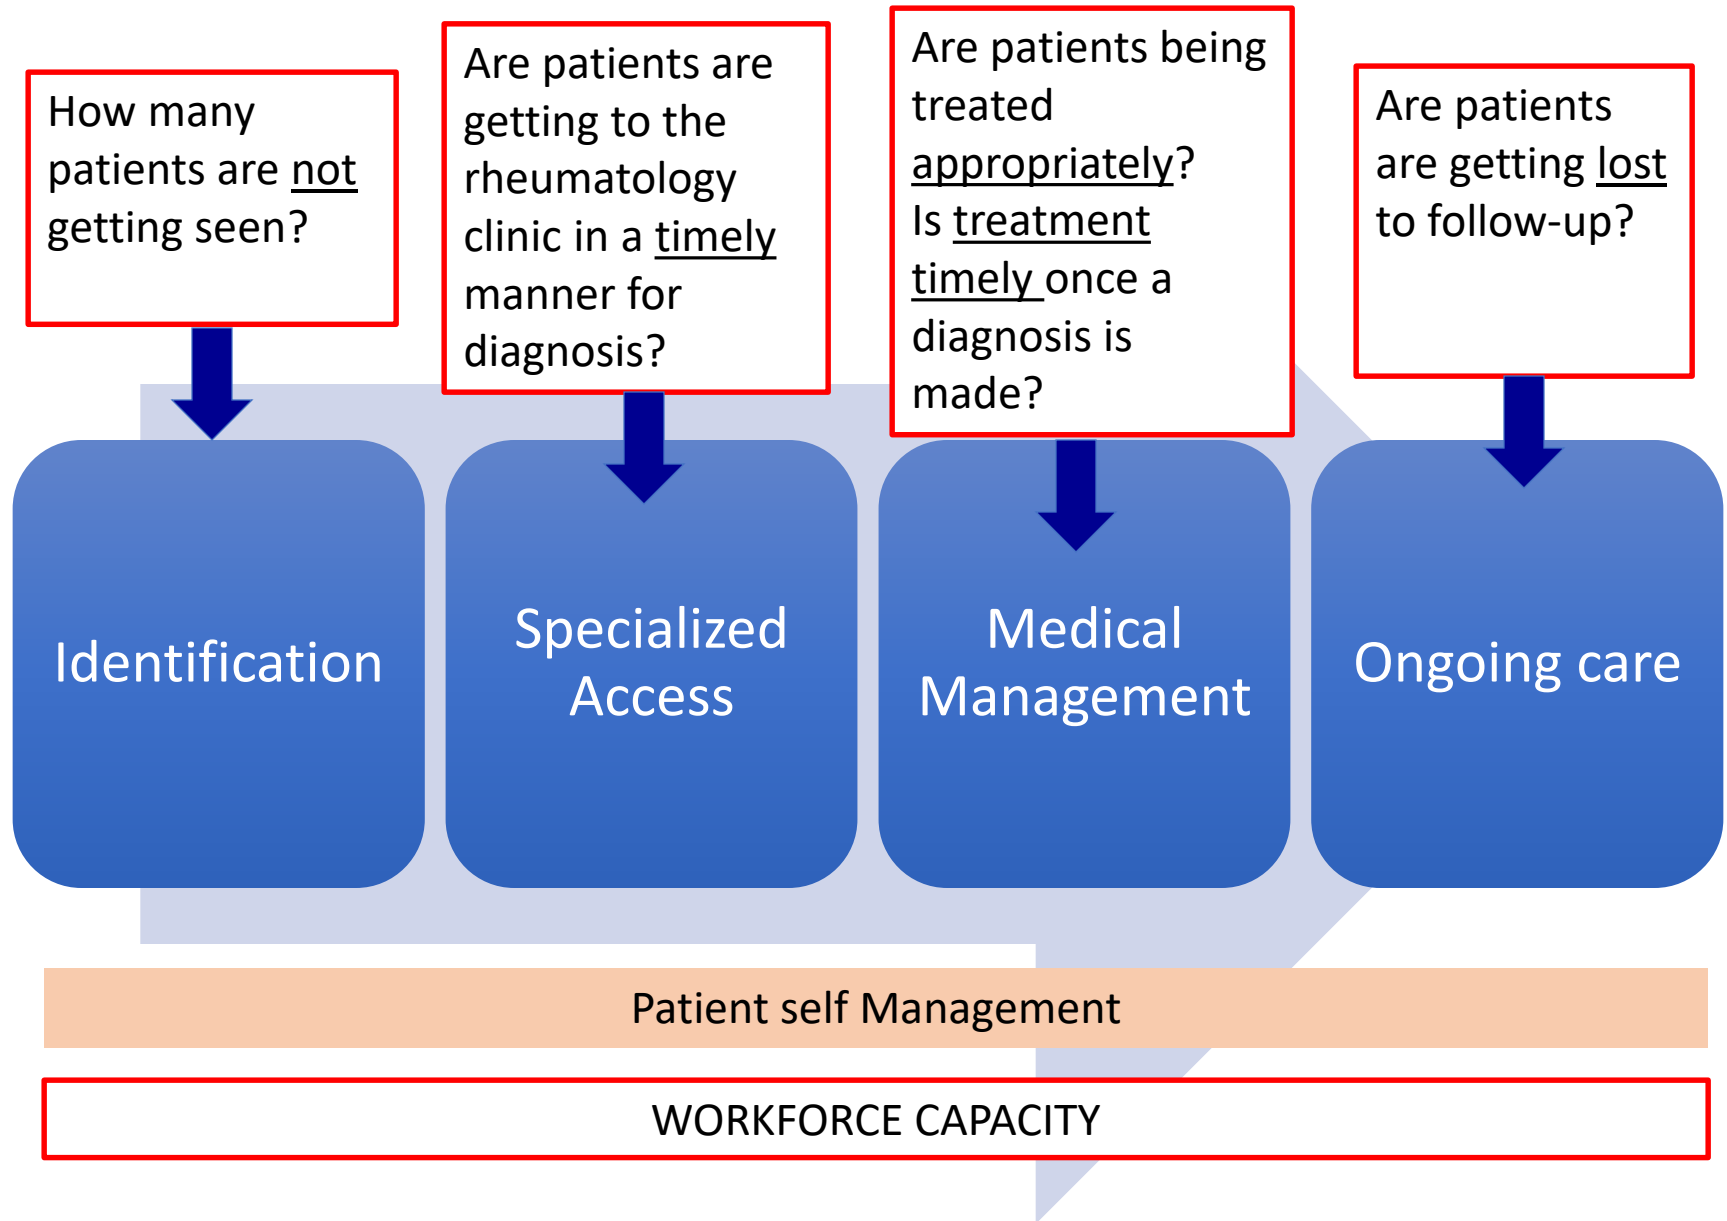 How many
patients are not
getting seen?
Are patients are
getting to the
rheumatology
clinic in a timely
manner for
diagnosis?
Are patients being
treated
appropriately?
Is treatment
timely once a
diagnosis is
made?
Are patients
are getting lost
to follow-up?
Identification
Specialized
Access
Medical
Management
Ongoing care
Patient self Management
WORKFORCE CAPACITY